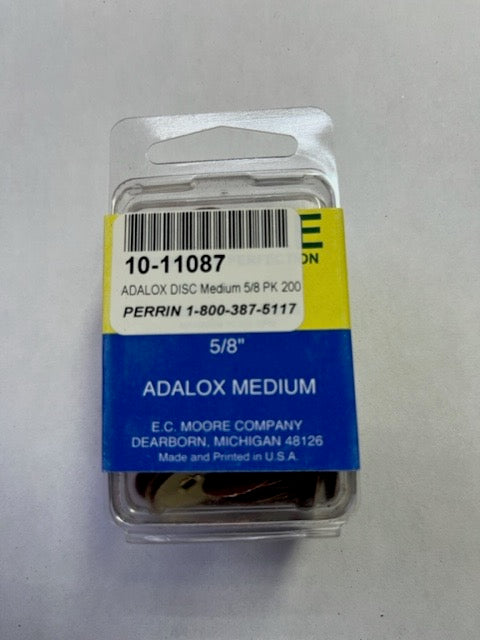 E
PERFECTION
10-11087
ADALOX DISC Medium 5/8 PK 200
PERRIN 1-800-387-5117
5/8"
ADALOX MEDIUM
E.C. MOORE COMPANY
DEARBORN, MICHIGAN 48126
Made and Printed in U.S.A.